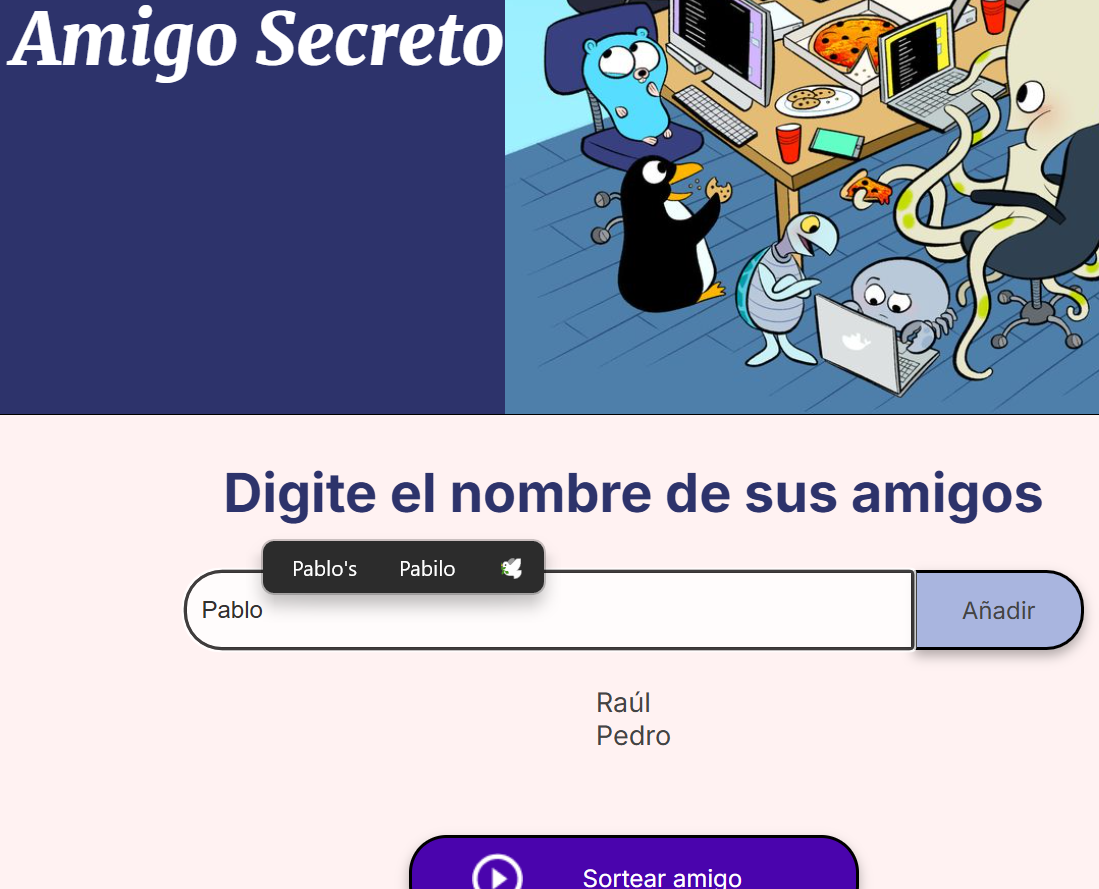 Amigo Secreto
Digite el nombre de sus amigos
Pablo's Pabilo 🕊️
Pablo
Añadir
Raúl
Pedro
Sortear amigo